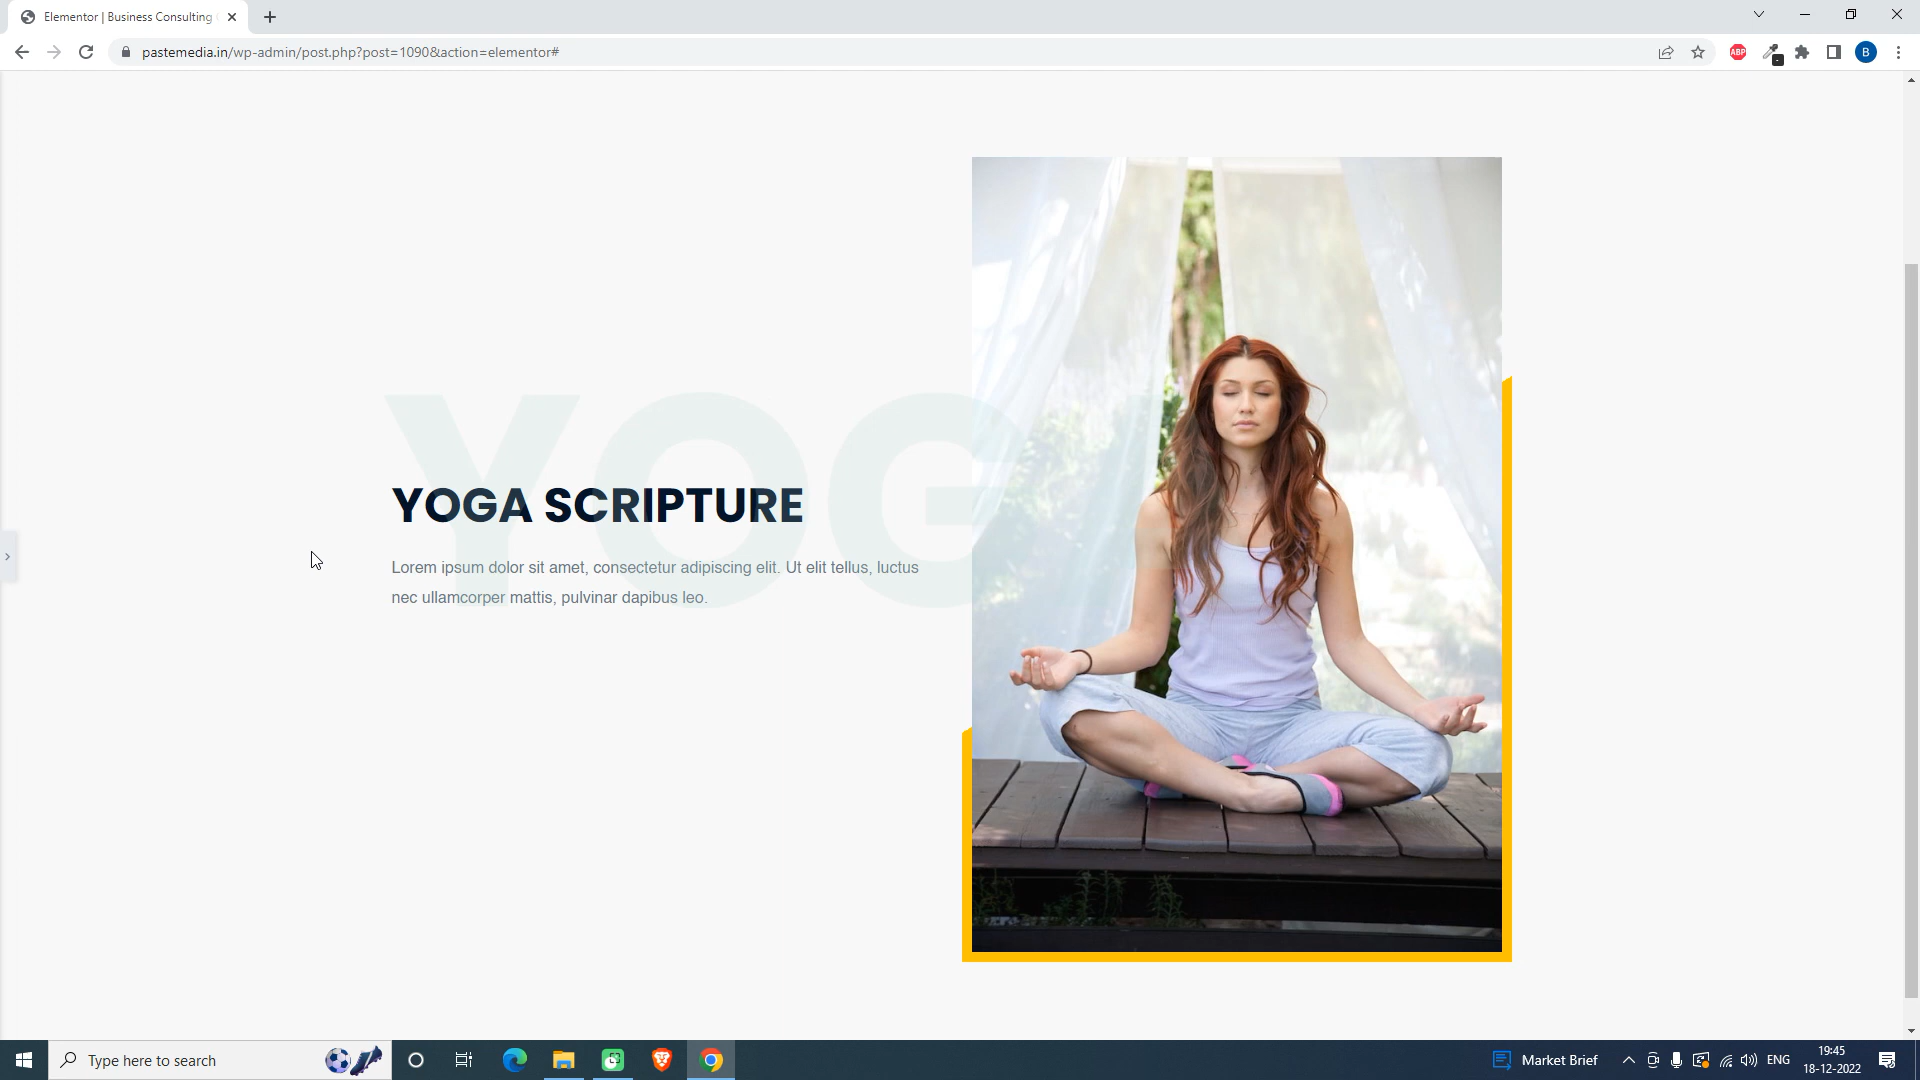 Elementor | Business Consulting
pastemedia.in/wp-admin/post.php?post=1090&action=elementor#
ABP
B
YOGA
YOGA SCRIPTURE
Lorem ipsum dolor sit amet, consectetur adipiscing elit. Ut elit tellus, luctus
nec ullamcorper mattis, pulvinar dapibus leo.
Type here to search
Market Brief
ENG
19:45
18-12-2022